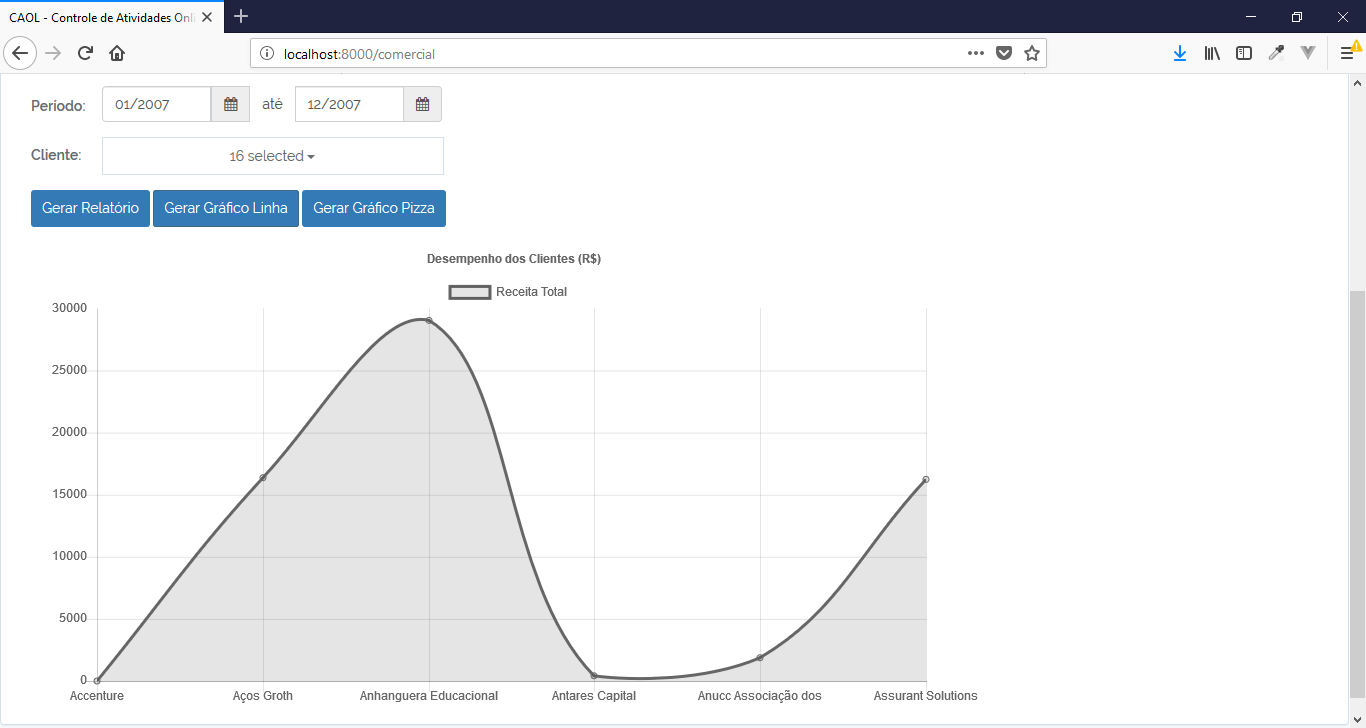 CAOL - Controle de Atividades Onli
localhost:8000/comercial
Período: 01/2007 até 12/2007
Cliente: 16 selected
Gerar Relatório Gerar Gráfico Linha Gerar Gráfico Pizza
Desempenho dos Clientes (R$)
Receita Total
30000
25000
20000
15000
10000
5000
0
Accenture Aços Groth Anhanguera Educacional Antares Capital Anucc Associação dos Assurant Solutions